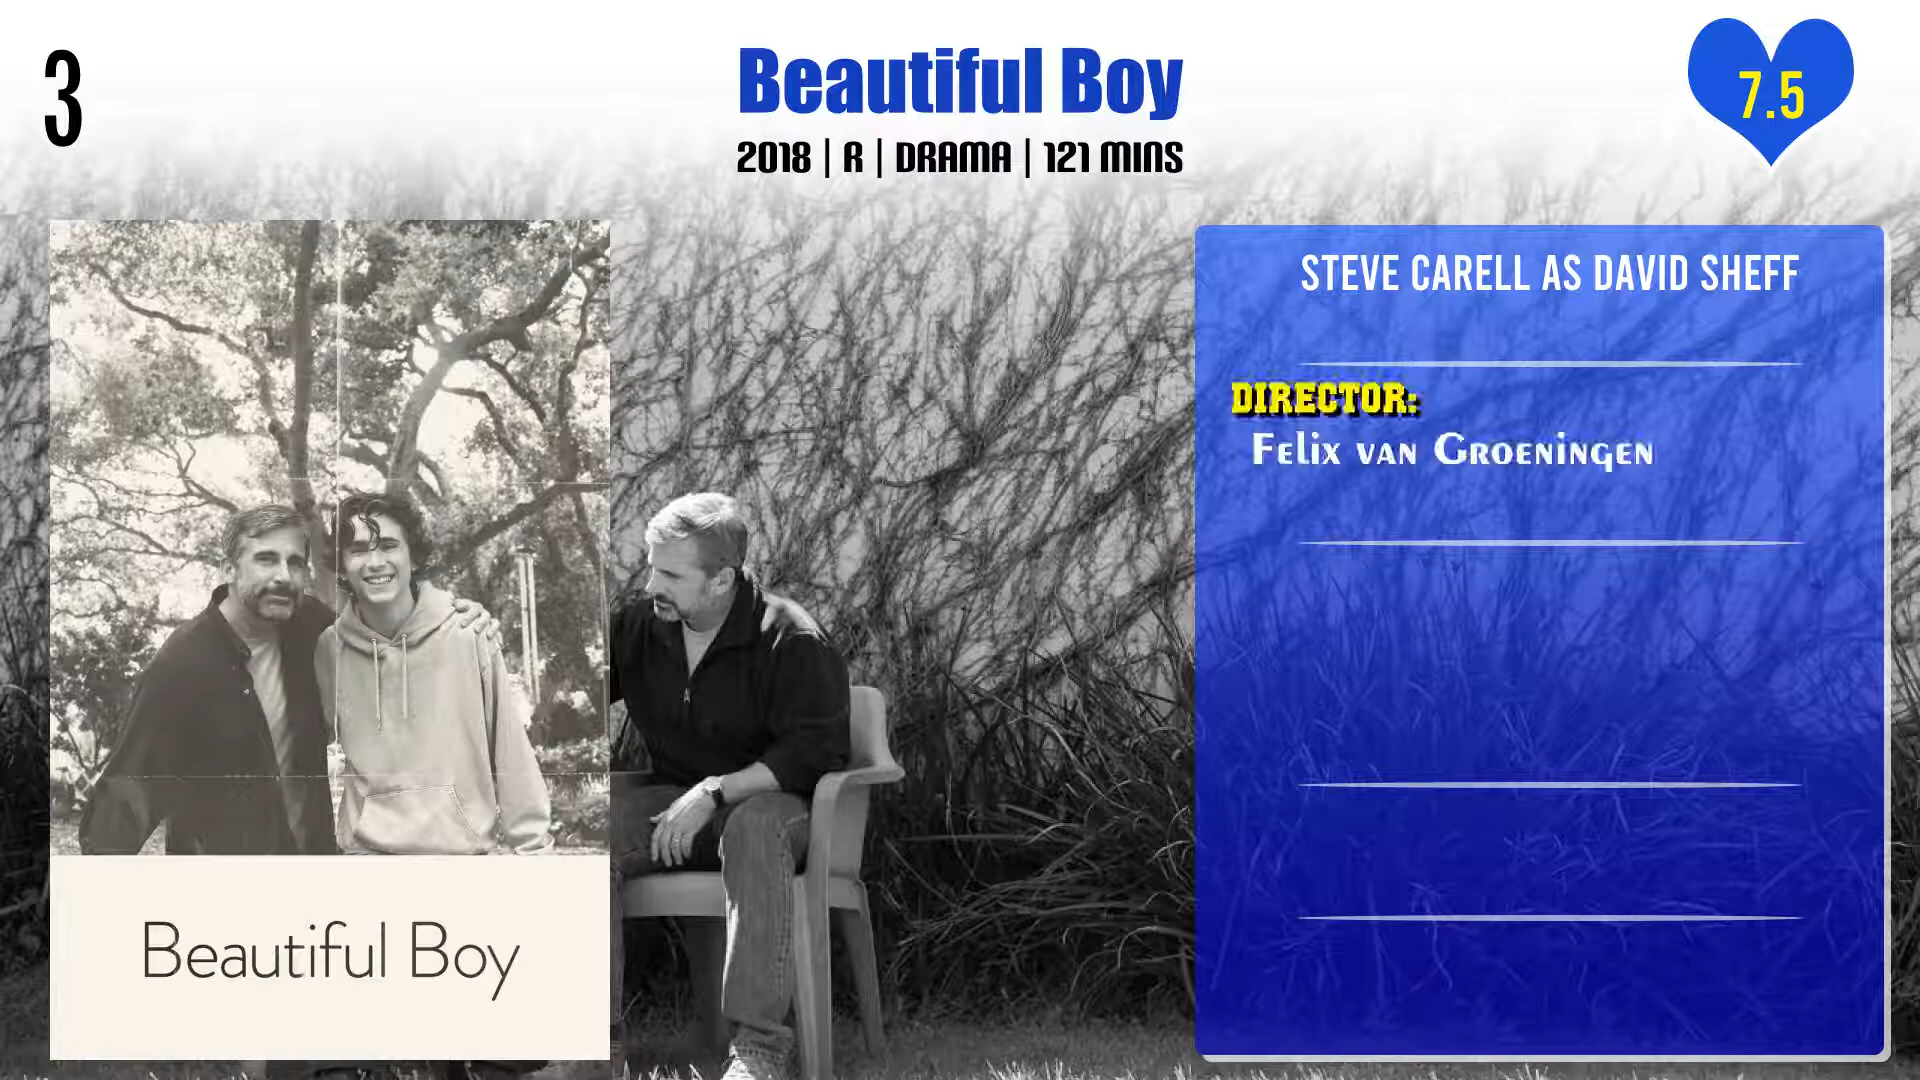 3
Beautiful Boy
2018 | R | DRAMA | 121 MINS
7.5
STEVE CARELL AS DAVID SHEFF
DIRECTOR:
Felix van Groeningen
Beautiful Boy